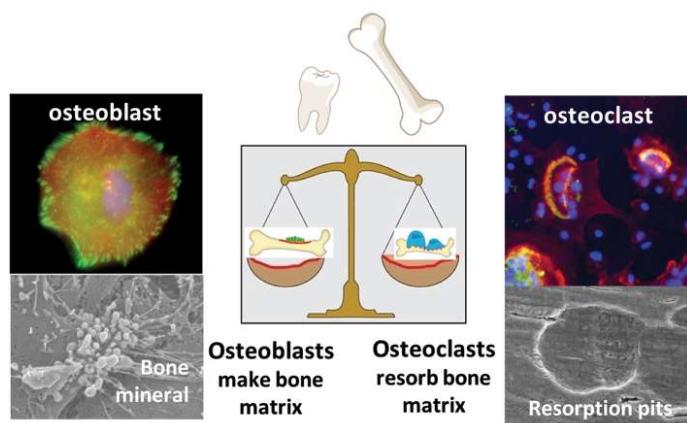 osteoblast
osteoclast
Bone
mineral
Osteoblasts
make bone
matrix
Osteoclasts
resorb bone
matrix
Resorption pits